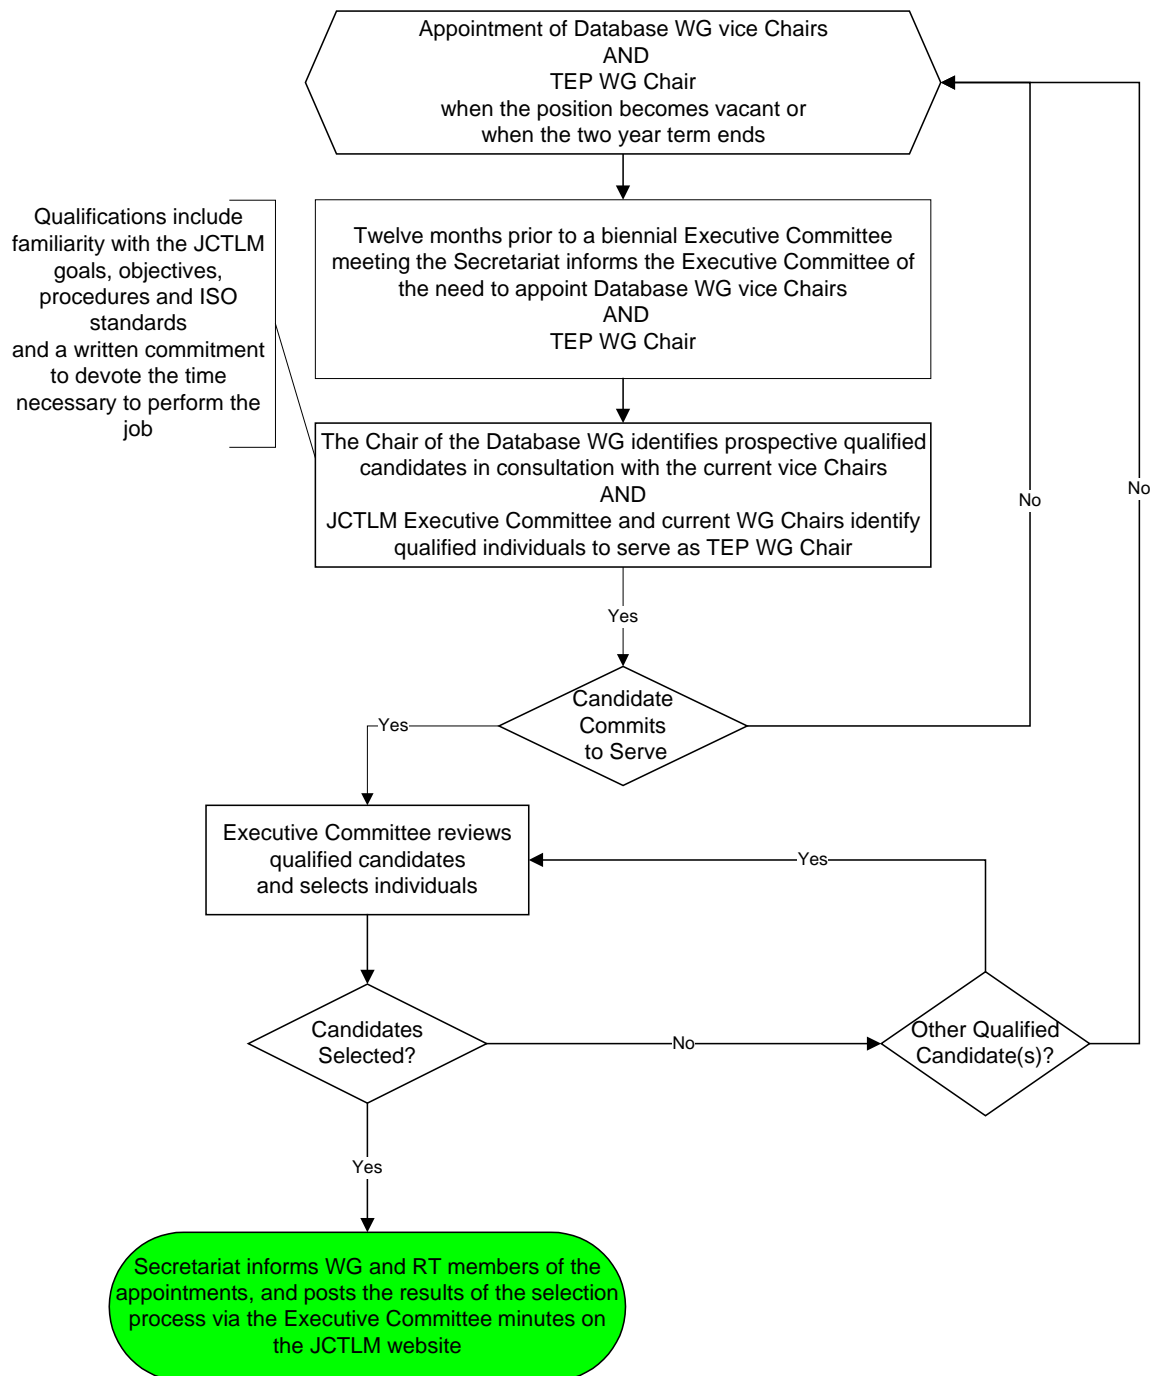 Appointment of Database WG vice Chairs
AND
TEP WG Chair
when the position becomes vacant or
when the two year term ends
Qualifications include
familiarity with the JCTLM
goals, objectives,
procedures and ISO
standards
and a written commitment
to devote the time
necessary to perform the
job
Twelve months prior to a biennial Executive Committee
meeting the Secretariat informs the Executive Committee of
the need to appoint Database WG vice Chairs
AND
TEP WG Chair
The Chair of the Database WG identifies prospective qualified
candidates in consultation with the current vice Chairs
AND
JCTLM Executive Committee and current WG Chairs identify
qualified individuals to serve as TEP WG Chair
No
No
Yes
Candidate
Commits
to Serve
Yes
Executive Committee reviews
qualified candidates
and selects individuals
Yes
Candidates
Selected?
No
Other Qualified
Candidate(s)?
Yes
Secretariat informs WG and RT members of the
appointments, and posts the results of the selection
process via the Executive Committee minutes on
the JCTLM website